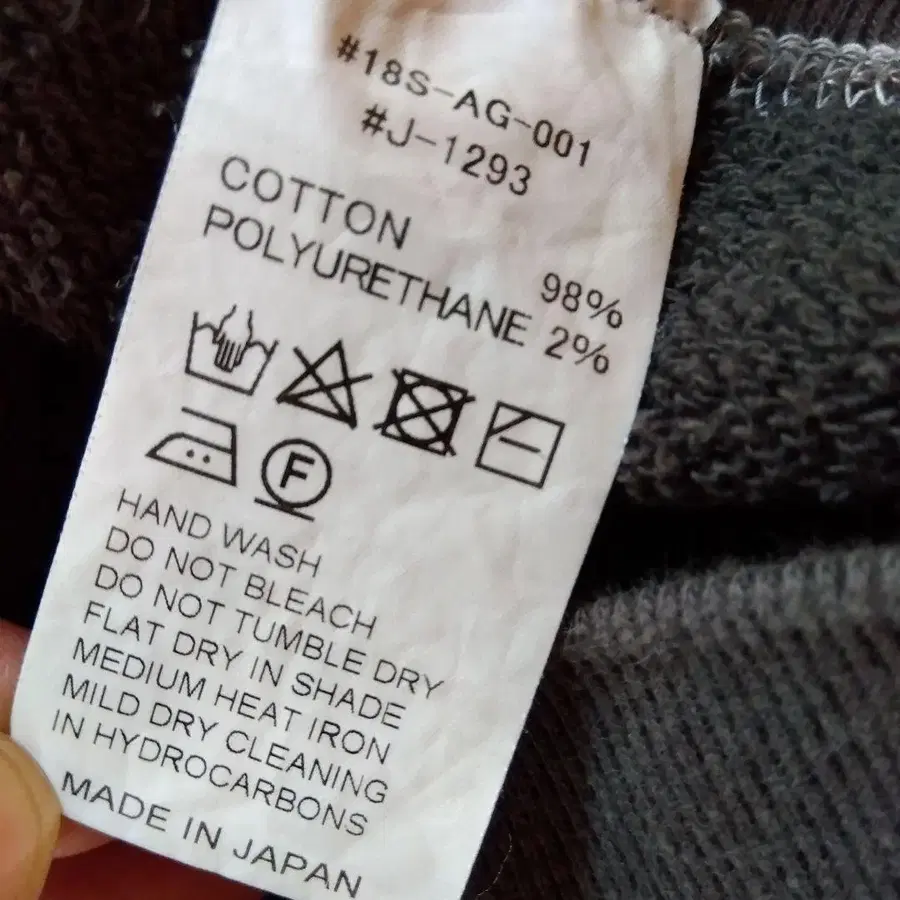 #18S-AG-001
#J-1293
COTTON 98%
POLYURETHANE 2%
F
HAND WASH
DO NOT BLEACH
DO NOT TUMBLE DRY
FLAT DRY IN SHADE
MEDIUM HEAT IRON
MILD DRY CLEANING
IN HYDROCARBONS
MADE IN JAPAN